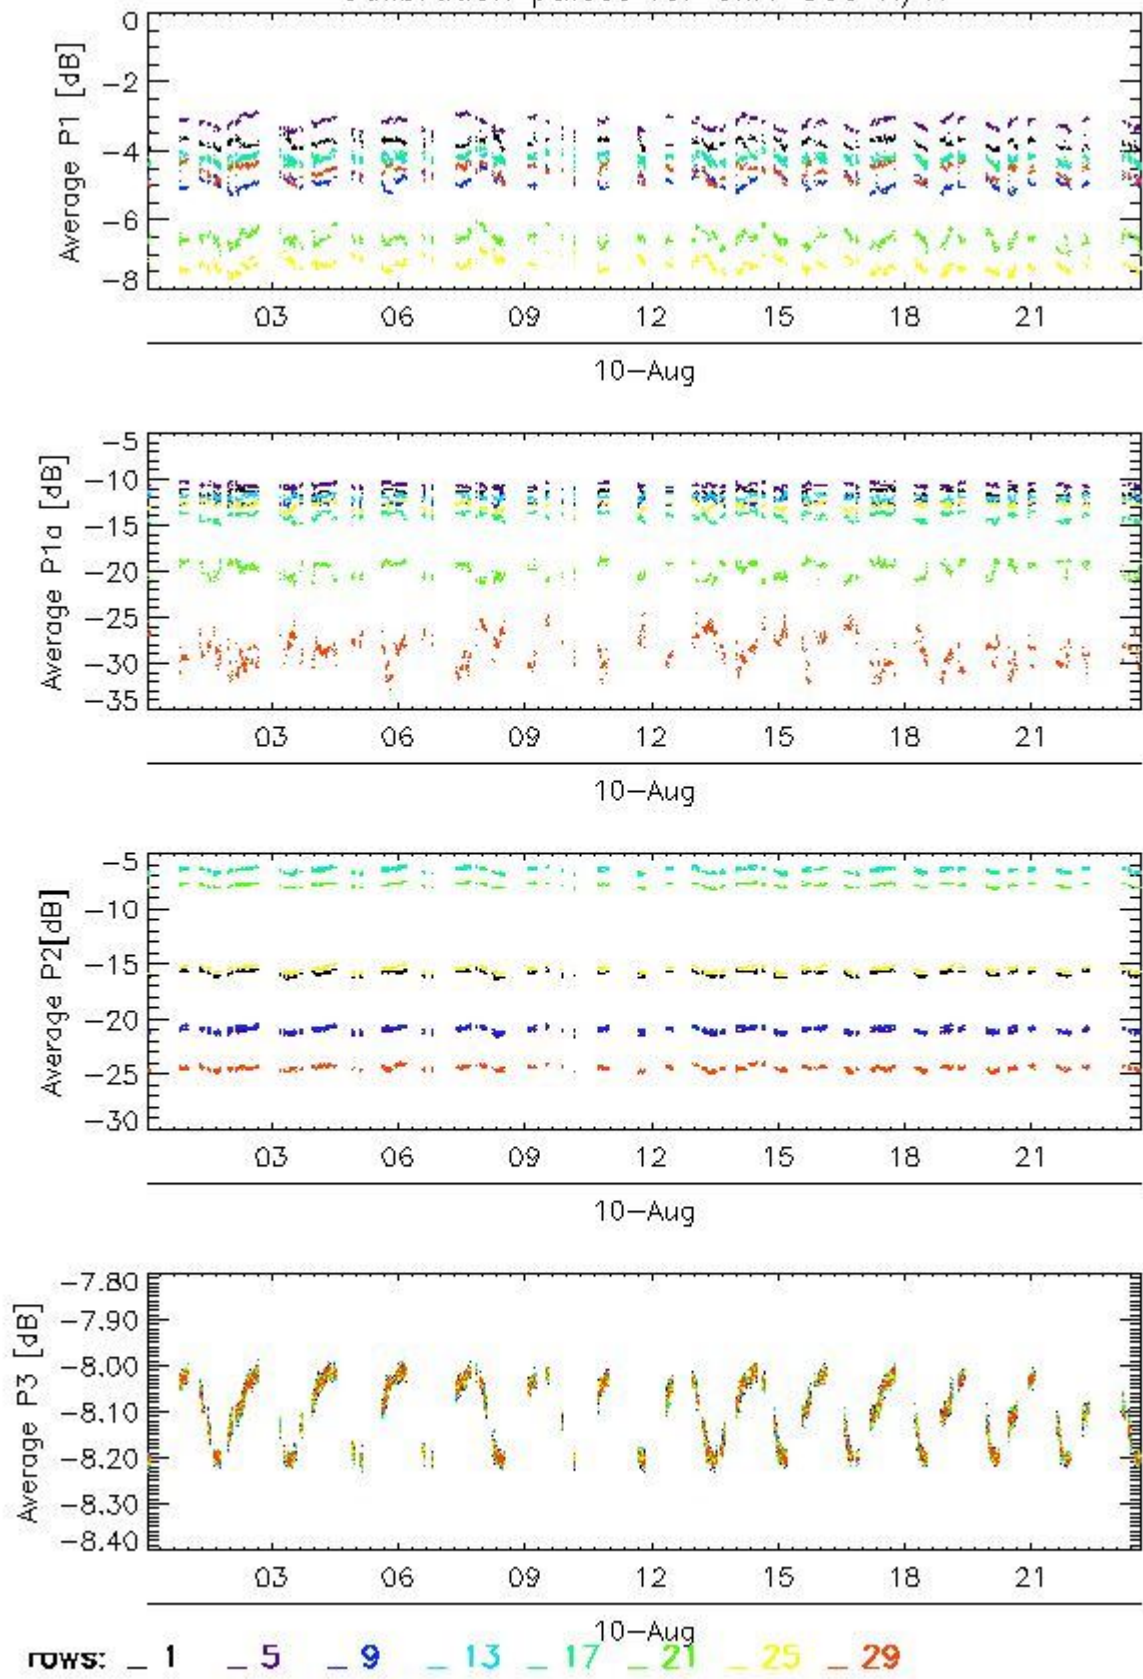 0
−2
−4
−6
−8
Average P1 [dB]
03 06 09 12 15 18 21
10−Aug
−5
−10
−15
−20
−25
−30
−35
Average P1a [dB]
03 06 09 12 15 18 21
10−Aug
−5
−10
−15
−20
−25
−30
Average P2[dB]
03 06 09 12 15 18 21
10−Aug
−7.80
−7.90
−8.00
−8.10
−8.20
−8.30
−8.40
Average P3 [dB]
03 06 09 12 15 18 21
10−Aug
rows: _ 1 _ 5 _ 9 _ 13 _ 17 _ 21 _ 25 _ 29